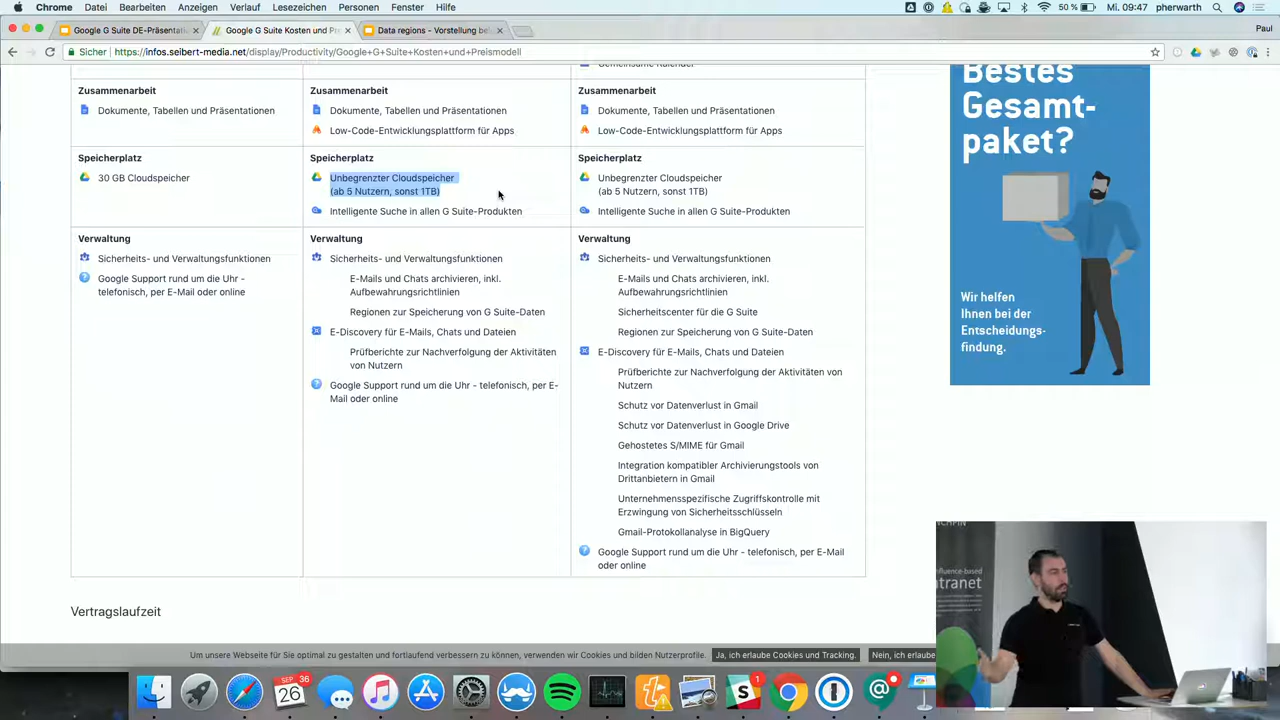 Chrome Datei Bearbeiten Anzeigen Verlauf Lesezeichen Personen Fenster Hilfe
50 % Mi. 09:47 pherwarth
Google G Suite DE-Präsentati
Google G Suite Kosten und Pre
Data regions - Vorstellung be
Paul
Sicher https://infos.seibert-media.net/display/Productivity/Google+G+Suite+Kosten+und+Preismodell
Zusammenarbeit
Dokumente, Tabellen und Präsentationen
Speicherplatz
30 GB Cloudspeicher
Verwaltung
Sicherheits- und Verwaltungsfunktionen
Google Support rund um die Uhr -
telefonisch, per E-Mail oder online
Zusammenarbeit
Dokumente, Tabellen und Präsentationen
Low-Code-Entwicklungsplattform für Apps
Speicherplatz
Unbegrenzter Cloudspeicher
(ab 5 Nutzern, sonst 1TB)
Intelligente Suche in allen G Suite-Produkten
Verwaltung
Sicherheits- und Verwaltungsfunktionen
E-Mails und Chats archivieren, inkl.
Aufbewahrungsrichtlinien
Regionen zur Speicherung von G Suite-Daten
E-Discovery für E-Mails, Chats und Dateien
Prüfberichte zur Nachverfolgung der Aktivitäten
von Nutzern
Google Support rund um die Uhr - telefonisch, per E-
Mail oder online
Gemeinsame Kalender
Zusammenarbeit
Dokumente, Tabellen und Präsentationen
Low-Code-Entwicklungsplattform für Apps
Speicherplatz
Unbegrenzter Cloudspeicher
(ab 5 Nutzern, sonst 1TB)
Intelligente Suche in allen G Suite-Produkten
Verwaltung
Sicherheits- und Verwaltungsfunktionen
E-Mails und Chats archivieren, inkl.
Aufbewahrungsrichtlinien
Sicherheitscenter für die G Suite
Regionen zur Speicherung von G Suite-Daten
E-Discovery für E-Mails, Chats und Dateien
Prüfberichte zur Nachverfolgung der Aktivitäten von
Nutzern
Schutz vor Datenverlust in Gmail
Schutz vor Datenverlust in Google Drive
Gehostetes S/MIME für Gmail
Integration kompatibler Archivierungstools von
Drittanbietern in Gmail
Unternehmensspezifische Zugriffskontrolle mit
Erzwingung von Sicherheitsschlüsseln
Gmail-Protokollanalyse in BigQuery
Google Support rund um die Uhr - telefonisch, per E-Mail
oder online
Bestes
Gesamt-
paket?
Wir helfen
Ihnen bei der
Entscheidungs-
findung.
Vertragslaufzeit
Um unsere Webseite für Sie optimal zu gestalten und fortlaufend verbessern zu können, verwenden wir Cookies und bilden Nutzerprofile. Ja, ich erlaube Cookies und Tracking. Nein, ich erlaube
NCHPIN
nfluence-based
ntranet
SEP. 36
26
1